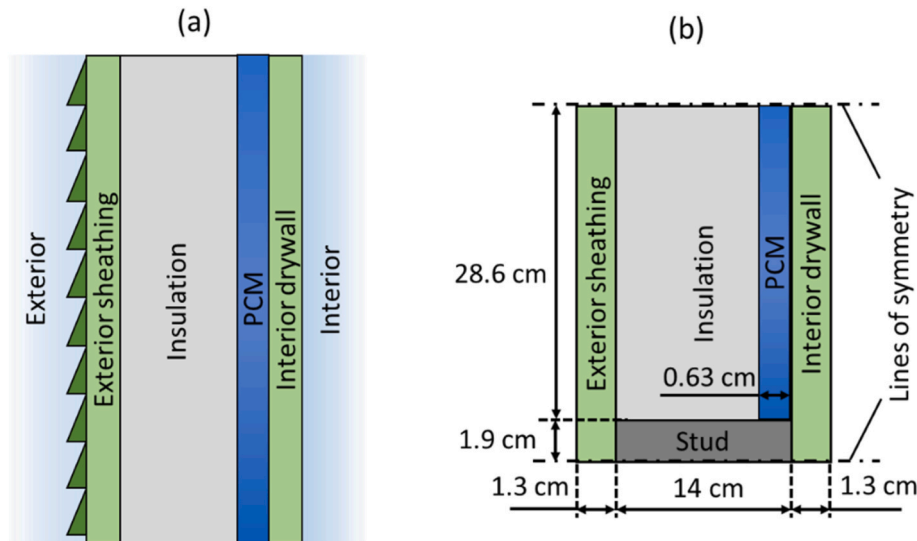 (a)
Exterior
Exterior sheathing
Insulation
PCM
Interior drywall
Interior
(b)
28.6 cm
1.9 cm
Exterior sheathing
Insulation
PCM
Interior drywall
0.63 cm
Stud
Lines of symmetry
1.3 cm
14 cm
1.3 cm